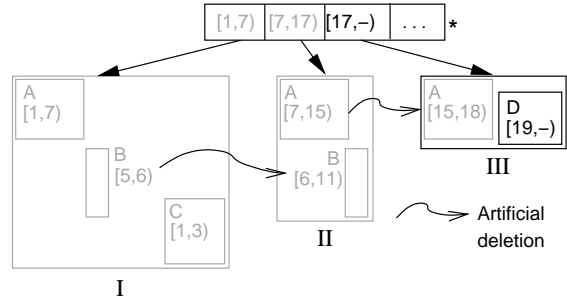 [1,7) [7,17) [17,–) . . . *
A
[1,7)
B
[5,6)
C
[1,3)
I
A
[7,15)
B
[6,11)
II
A
[15,18)
D
[19,–)
III
Artificial
deletion